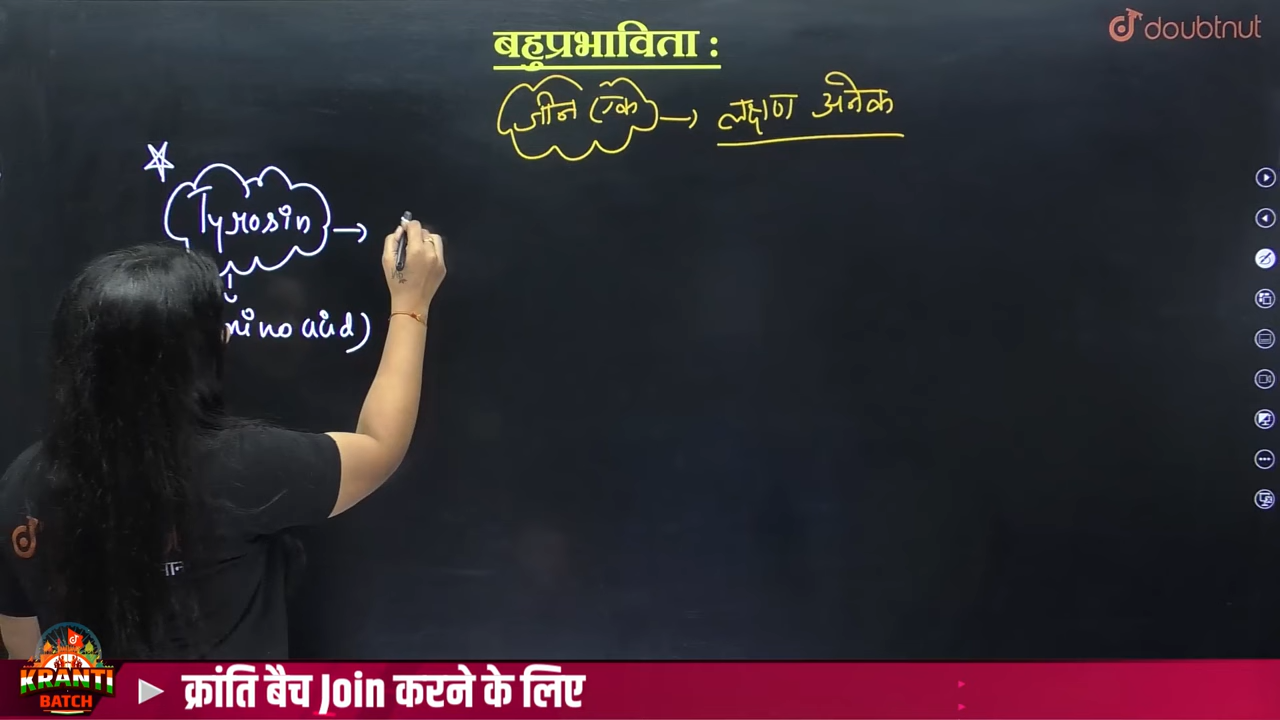 doubtnut
बहुप्रभाविता :
जीन एक → लक्षण अनेक
Tyrosin →
mino acid)
KRANTI
BATCH
क्रांति बैच Join करने के लिए